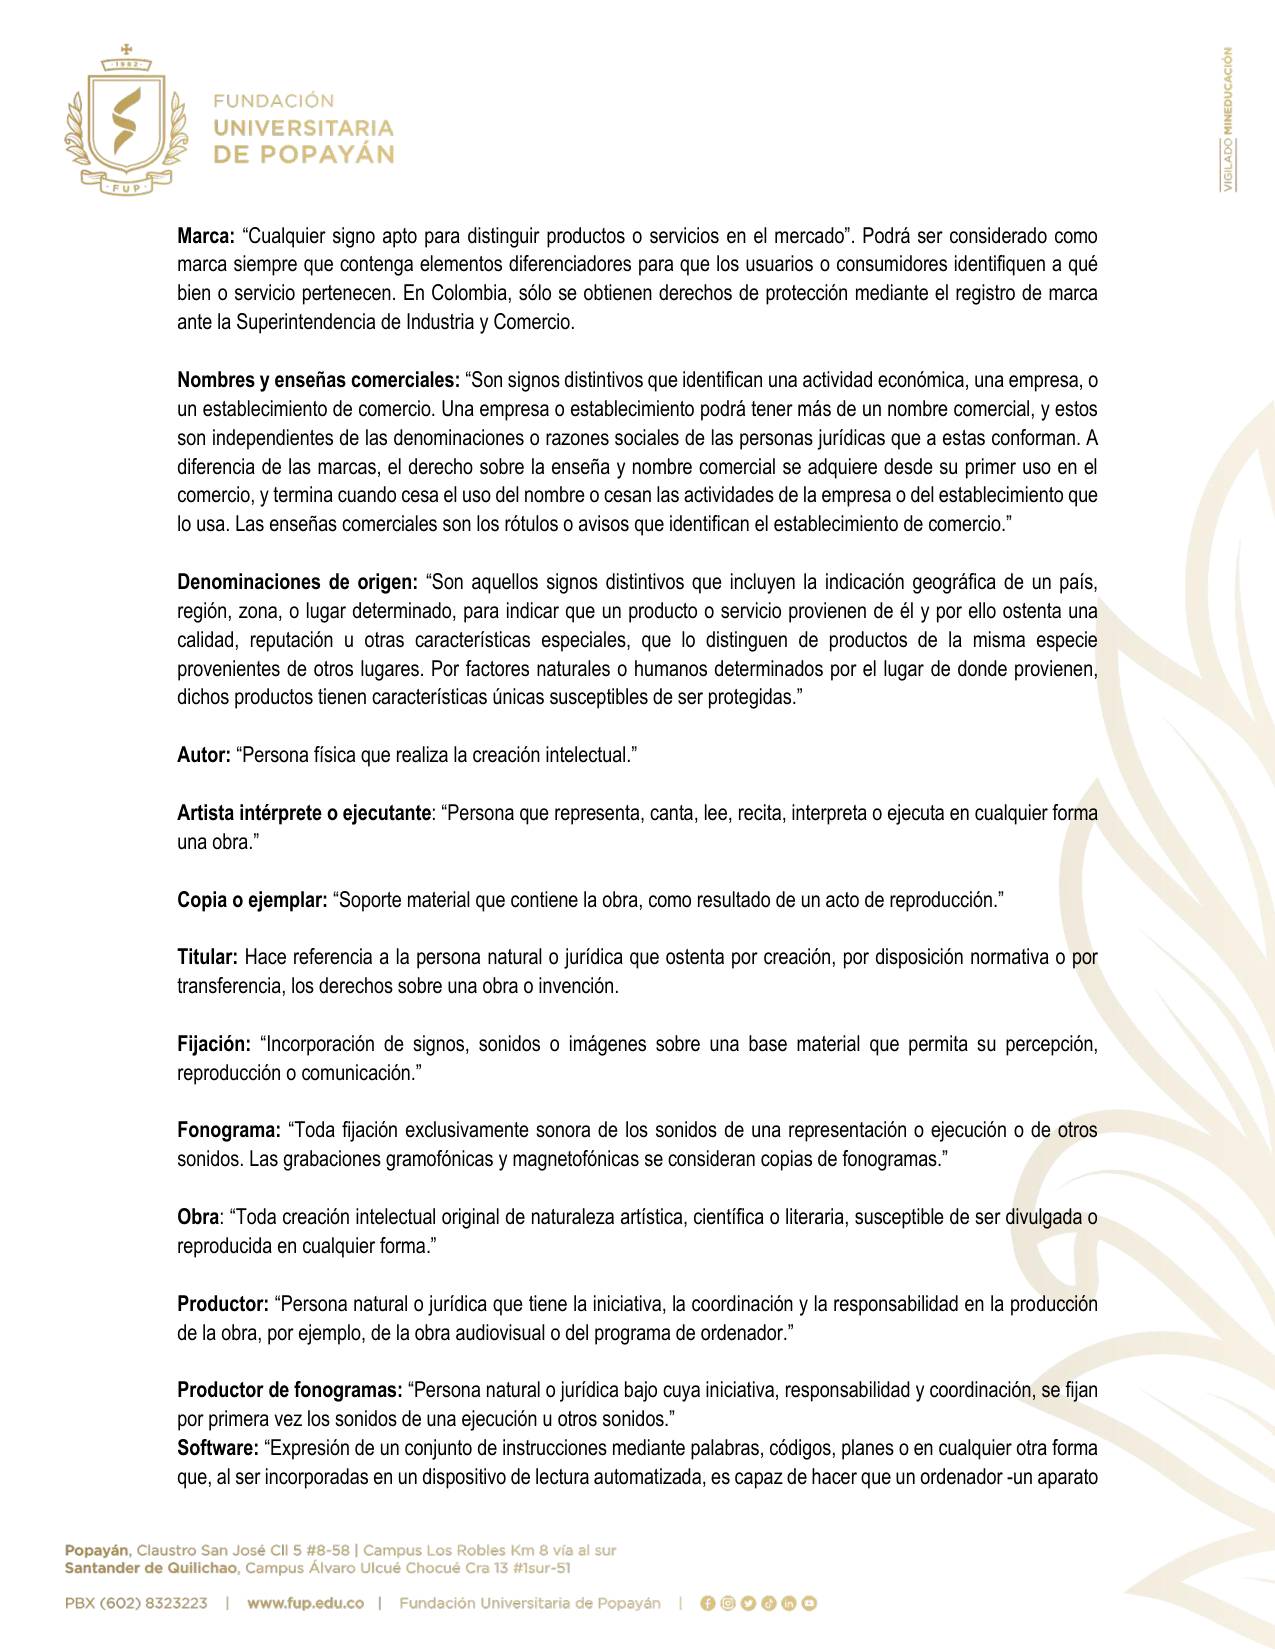 1982
FUP
FUNDACIÓN
UNIVERSITARIA
DE POPAYÁN
VIGILADO MINEDUCACIÓN
Marca: “Cualquier signo apto para distinguir productos o servicios en el mercado”. Podrá ser considerado como
marca siempre que contenga elementos diferenciadores para que los usuarios o consumidores identifiquen a qué
bien o servicio pertenecen. En Colombia, sólo se obtienen derechos de protección mediante el registro de marca
ante la Superintendencia de Industria y Comercio.
Nombres y enseñas comerciales: “Son signos distintivos que identifican una actividad económica, una empresa, o
un establecimiento de comercio. Una empresa o establecimiento podrá tener más de un nombre comercial, y estos
son independientes de las denominaciones o razones sociales de las personas jurídicas que a estas conforman. A
diferencia de las marcas, el derecho sobre la enseña y nombre comercial se adquiere desde su primer uso en el
comercio, y termina cuando cesa el uso del nombre o cesan las actividades de la empresa o del establecimiento que
lo usa. Las enseñas comerciales son los rótulos o avisos que identifican el establecimiento de comercio.”
Denominaciones de origen: “Son aquellos signos distintivos que incluyen la indicación geográfica de un país,
región, zona, o lugar determinado, para indicar que un producto o servicio provienen de él y por ello ostenta una
calidad, reputación u otras características especiales, que lo distinguen de productos de la misma especie
provenientes de otros lugares. Por factores naturales o humanos determinados por el lugar de donde provienen,
dichos productos tienen características únicas susceptibles de ser protegidas.”
Autor: “Persona física que realiza la creación intelectual.”
Artista intérprete o ejecutante: “Persona que representa, canta, lee, recita, interpreta o ejecuta en cualquier forma
una obra.”
Copia o ejemplar: “Soporte material que contiene la obra, como resultado de un acto de reproducción.”
Titular: Hace referencia a la persona natural o jurídica que ostenta por creación, por disposición normativa o por
transferencia, los derechos sobre una obra o invención.
Fijación: “Incorporación de signos, sonidos o imágenes sobre una base material que permita su percepción,
reproducción o comunicación.”
Fonograma: “Toda fijación exclusivamente sonora de los sonidos de una representación o ejecución o de otros
sonidos. Las grabaciones gramofónicas y magnetofónicas se consideran copias de fonogramas.”
Obra: “Toda creación intelectual original de naturaleza artística, científica o literaria, susceptible de ser divulgada o
reproducida en cualquier forma.”
Productor: “Persona natural o jurídica que tiene la iniciativa, la coordinación y la responsabilidad en la producción
de la obra, por ejemplo, de la obra audiovisual o del programa de ordenador.”
Productor de fonogramas: “Persona natural o jurídica bajo cuya iniciativa, responsabilidad y coordinación, se fijan
por primera vez los sonidos de una ejecución u otros sonidos.”
Software: “Expresión de un conjunto de instrucciones mediante palabras, códigos, planes o en cualquier otra forma
que, al ser incorporadas en un dispositivo de lectura automatizada, es capaz de hacer que un ordenador -un aparato
Popayán, Claustro San José Cll 5 #8-58 | Campus Los Robles Km 8 vía al sur
Santander de Quilichao, Campus Álvaro Ulcué Chocué Cra 13 #1sur-51
PBX (602) 8323223 | www.fup.edu.co | Fundación Universitaria de Popayán |